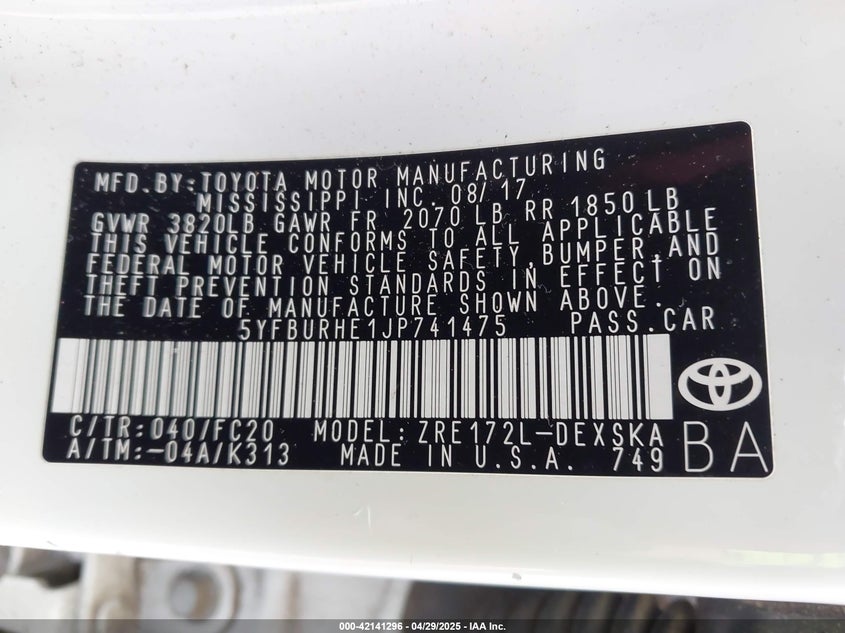 MFD.BY:TOYOTA MOTOR MANUFACTURING
MISSISSIPPI INC. 08/17
GVWR 3820LB GAWR FR 2070 LB RR 1850 LB
THIS VEHICLE CONFORMS TO ALL APPLICABLE
FEDERAL MOTOR VEHICLE SAFETY, BUMPER, AND
THEFT PREVENTION STANDARDS IN EFFECT ON
THE DATE OF MANUFACTURE SHOWN ABOVE.
5YFBURHE1JP741475 PASS.CAR
C/TR: 040/FC20 MODEL: ZRE172L-DEXSKA
A/TM:-04A/K313 MADE IN U.S.A. 749 BA
000-42141296 | 04/29/2025 - IAA Inc.